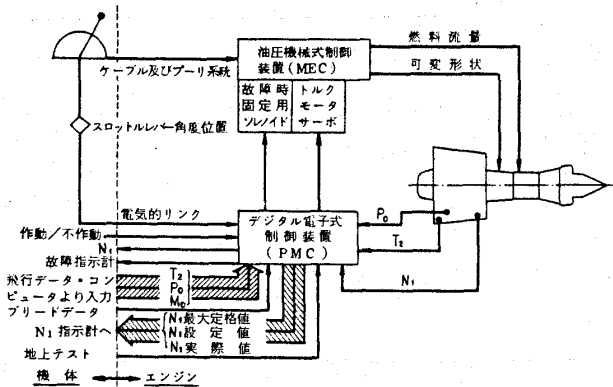 燃料流量
油圧機械式制御
装置(MEC)
可変形状
ケーブル及びプーリ系統
故障時
固定用
ソレノイド
トルク
モータ
サーボ
スロットルレバー角度位置
電気的リンク
P₀
デジタル電子式
制御装置
(PMC)
T₂
作動/不作動
N₁
故障指示計
N₁
飛行データ・コン
ピュータより入力
T₂
P₀
M₀
ブリードデータ
N₁指示計へ
N₁最大定格値
N₁設定値
N₁実際値
地上テスト
機体
エンジン